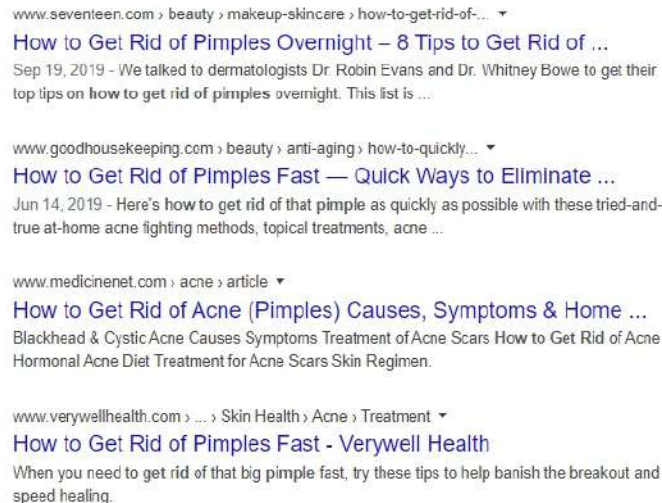 www.seventeen.com › beauty › makeup-skincare › how-to-get-rid-of-...
How to Get Rid of Pimples Overnight – 8 Tips to Get Rid of ...
Sep 19, 2019 - We talked to dermatologists Dr. Robin Evans and Dr. Whitney Bowe to get their
top tips on how to get rid of pimples overnight. This list is ...
www.goodhousekeeping.com › beauty › anti-aging › how-to-quickly...
How to Get Rid of Pimples Fast — Quick Ways to Eliminate ...
Jun 14, 2019 - Here's how to get rid of that pimple as quickly as possible with these tried-and-
true at-home acne fighting methods, topical treatments, acne ...
www.medicinenet.com › acne › article
How to Get Rid of Acne (Pimples) Causes, Symptoms & Home ...
Blackhead & Cystic Acne Causes Symptoms Treatment of Acne Scars How to Get Rid of Acne
Hormonal Acne Diet Treatment for Acne Scars Skin Regimen.
www.verywellhealth.com › ... › Skin Health › Acne › Treatment
How to Get Rid of Pimples Fast - Verywell Health
When you need to get rid of that big pimple fast, try these tips to help banish the breakout and
speed healing.